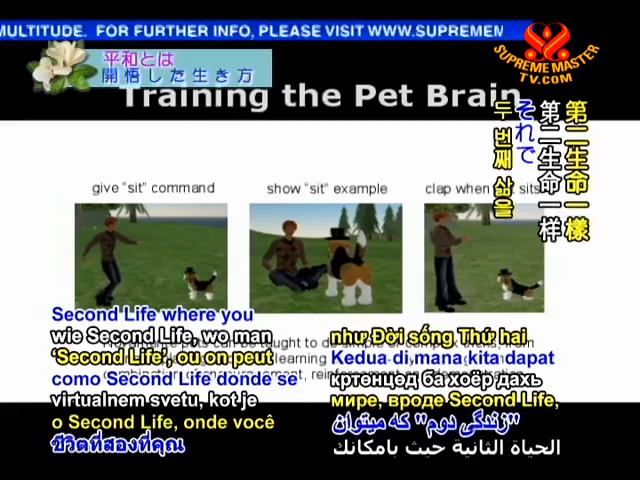 MULTITUDE. FOR FURTHER INFO, PLEASE VISIT WWW.SUPREMEM
SUPREME MASTER
TV.COM
平和とは
開悟した生き方
Training the Pet Brain
第二生命一樣
第二生命一样
それで
두 번째 삶을
give "sit" command
show "sit" example
clap when sits
Second Life where you
wie Second Life, wo man
'Second Life', ou on peut
como Second Life donde se
virtualnem svetu, kot je
o Second Life, onde você
ชีวิตที่สองที่คุณ
như Đời sống Thứ hai
Kedua di mana kita dapat
ертөнцөд ба хоёр дахь
мире, вроде Second Life,
"زندگی دوم" که میتوان
الحياة الثانية حيث بامكانك